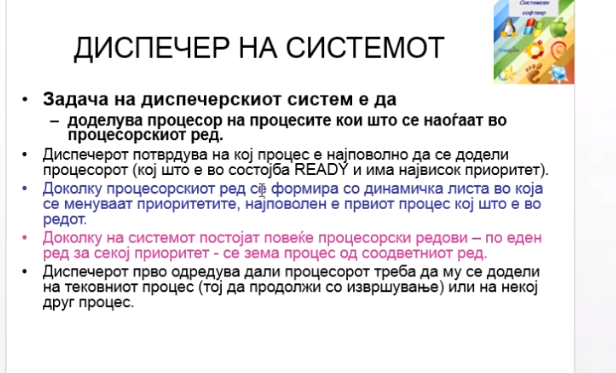 Системски
софтвер
ДИСПЕЧЕР НА СИСТЕМОТ
• Задача на диспечерскиот систем е да
– доделува процесор на процесите кои што се наоѓаат во
процесорскиот ред.
• Диспечерот потврдува на кој процес е најповолно да се додели
процесорот (кој што е во состојба READY и има највисок приоритет).
• Доколку процесорскиот ред се формира со динамичка листа во која
се менуваат приоритетите, најповолен е првиот процес кој што е во
редот.
• Доколку на системот постојат повеќе процесорски редови – по еден
ред за секој приоритет - се зема процес од соодветниот ред.
• Диспечерот прво одредува дали процесорот треба да му се додели
на тековниот процес (тој да продолжи со извршување) или на некој
друг процес.